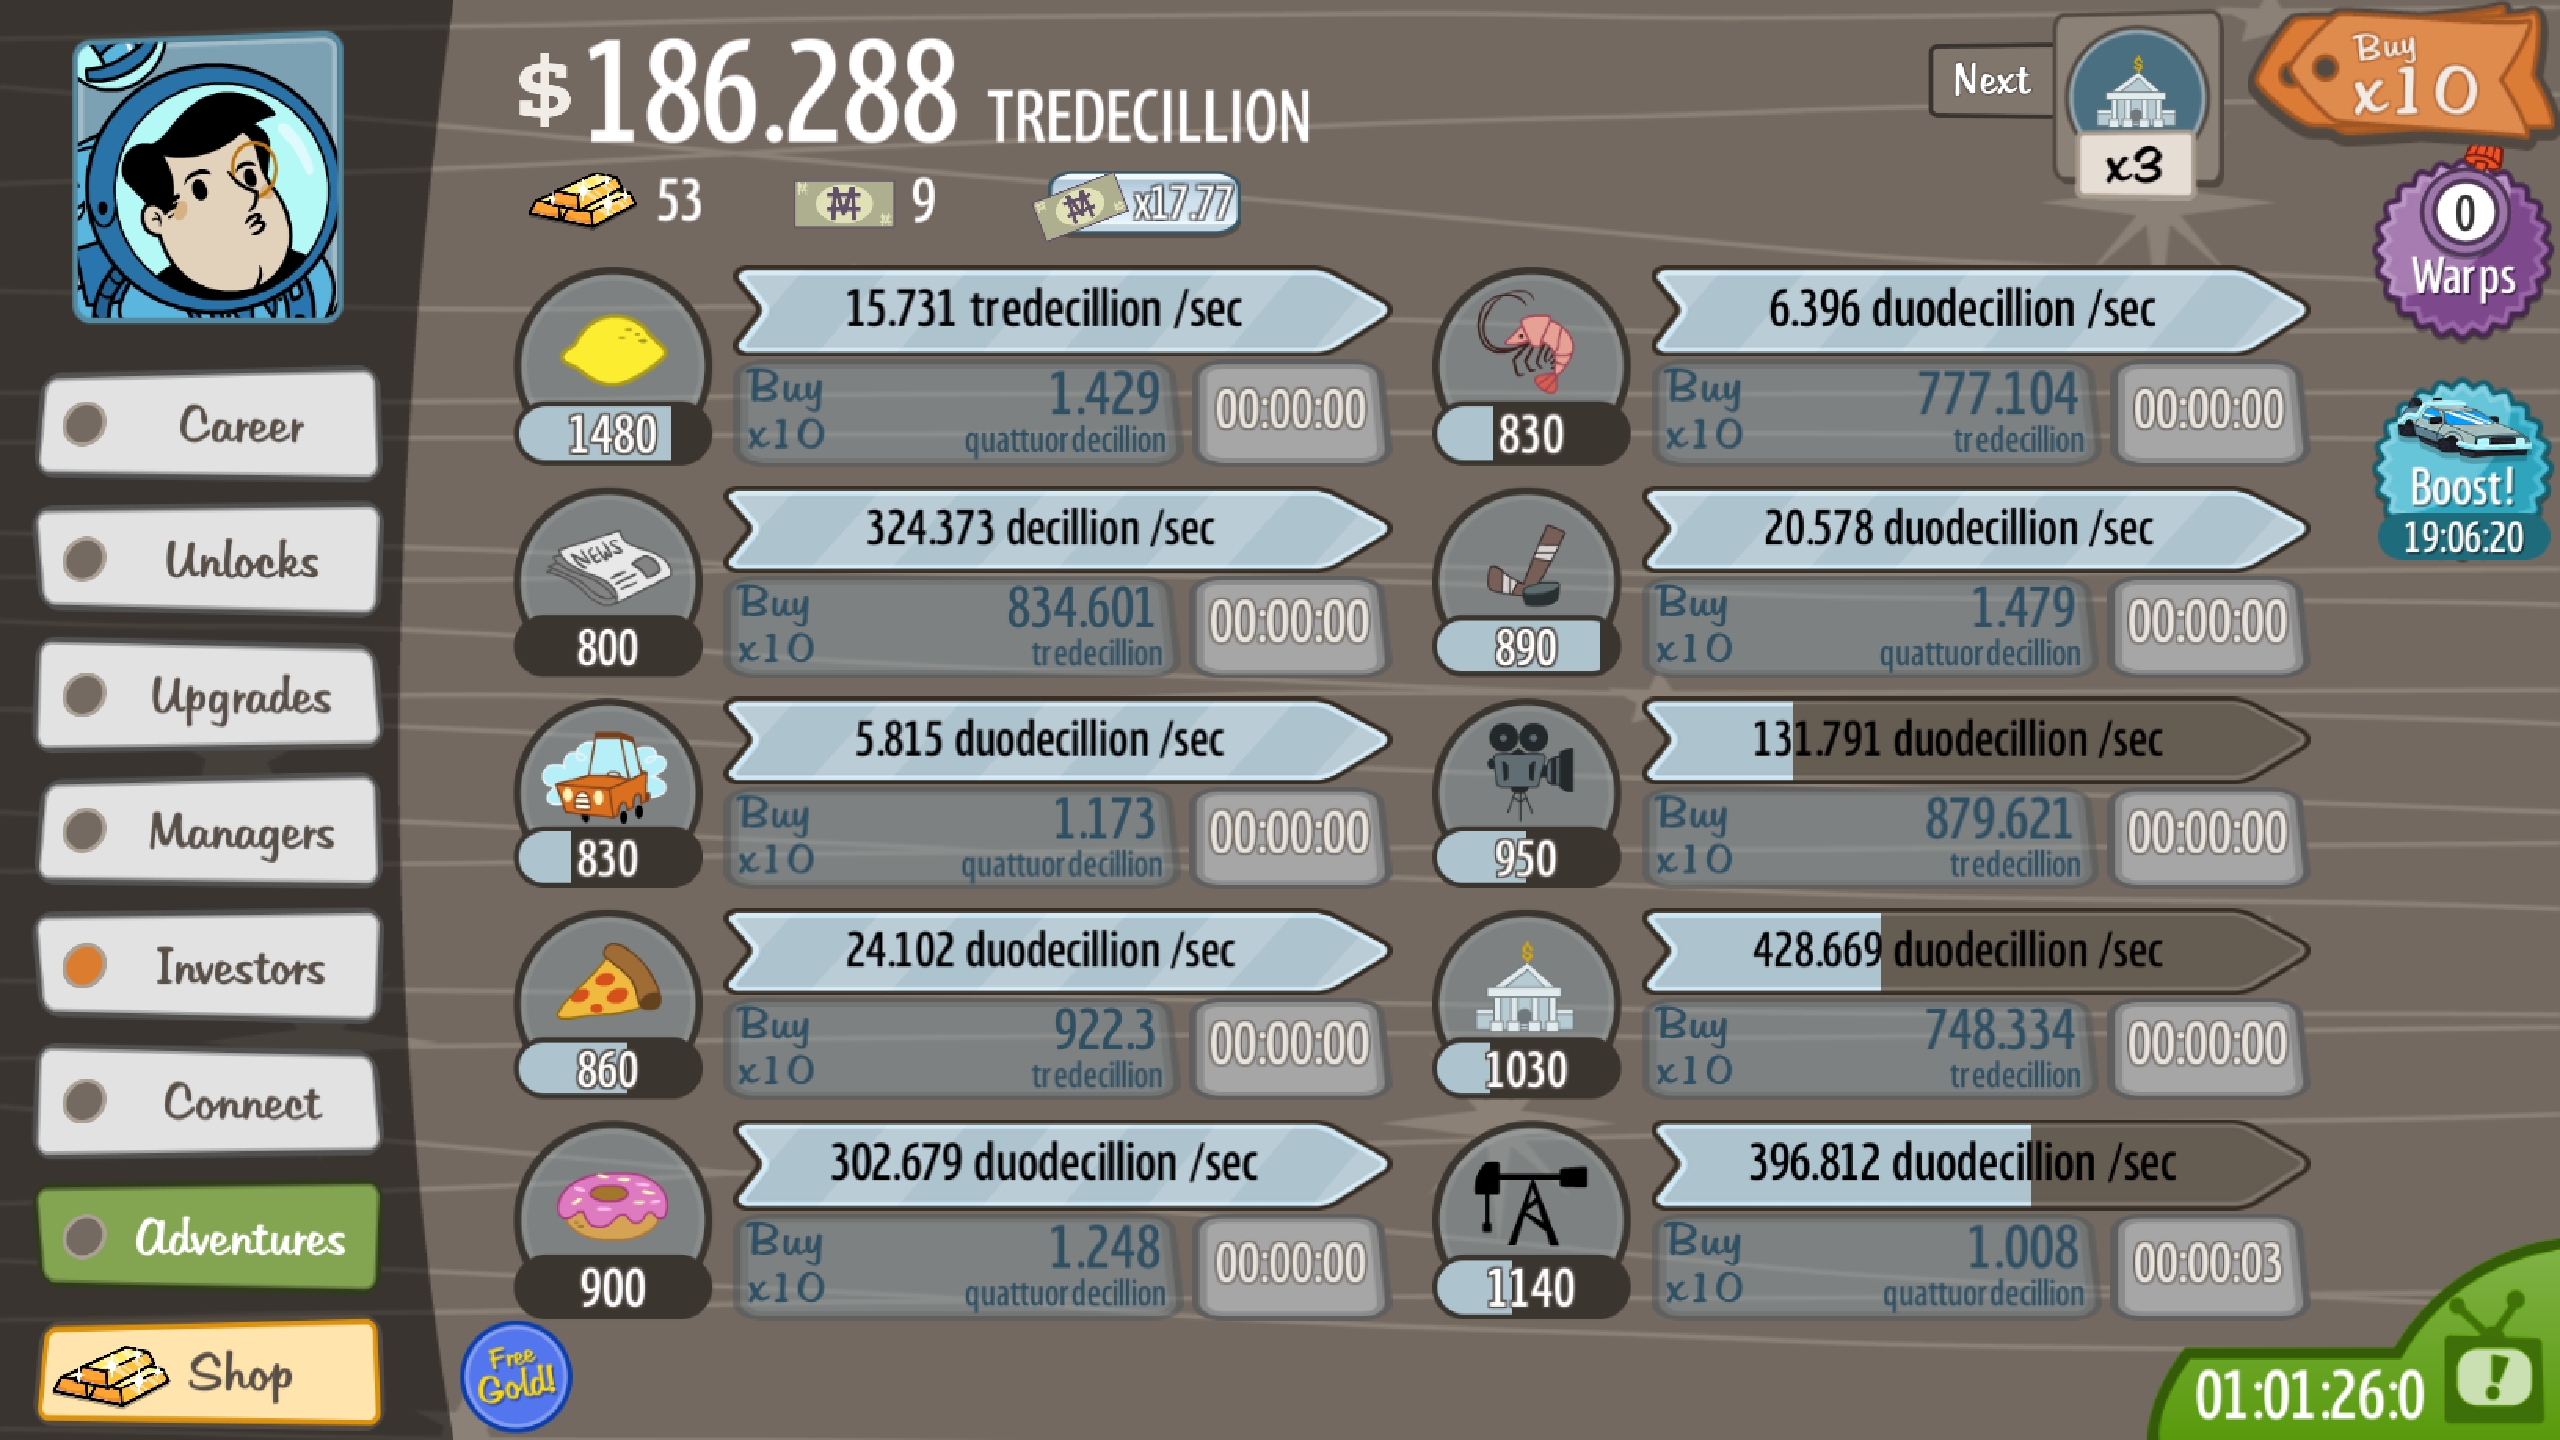 $186.288 TREDECILLION
53
9
x17.77
Next
x3
Buy
x10
0
Warps
Boost!
19:06:20
Career
Unlocks
Upgrades
Managers
Investors
Connect
Adventures
Shop
15.731 tredecillion /sec
1480
Buy
x10
1.429
quattuordecillion
00:00:00
6.396 duodecillion /sec
830
Buy
x10
777.104
tredecillion
00:00:00
NEWS
324.373 decillion /sec
800
Buy
x10
834.601
tredecillion
00:00:00
20.578 duodecillion /sec
890
Buy
x10
1.479
quattuordecillion
00:00:00
5.815 duodecillion /sec
830
Buy
x10
1.173
quattuordecillion
00:00:00
131.791 duodecillion /sec
950
Buy
x10
879.621
tredecillion
00:00:00
24.102 duodecillion /sec
860
Buy
x10
922.3
tredecillion
00:00:00
428.669 duodecillion /sec
1030
Buy
x10
748.334
tredecillion
00:00:00
302.679 duodecillion /sec
900
Buy
x10
1.248
quattuordecillion
00:00:00
396.812 duodecillion /sec
1140
Buy
x10
1.008
quattuordecillion
00:00:03
Free
Gold!
01:01:26:0